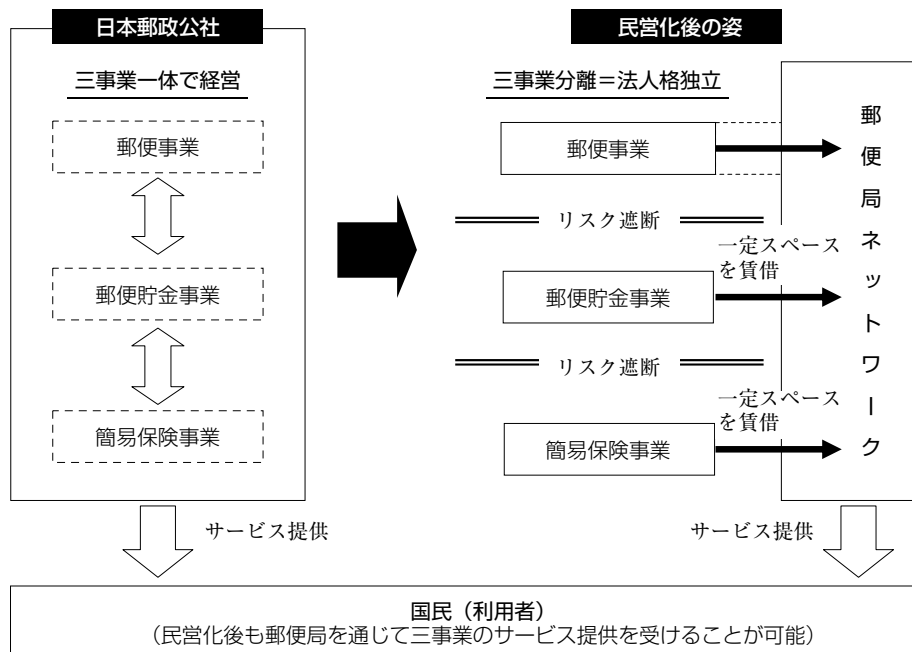 日本郵政公社
三事業一体で経営
郵便事業
郵便貯金事業
簡易保険事業
サービス提供
民営化後の姿
三事業分離＝法人格独立
郵便事業
リスク遮断
一定スペース
を賃借
郵便貯金事業
リスク遮断
一定スペース
を賃借
簡易保険事業
郵便局ネットワーク
サービス提供
国民（利用者）
（民営化後も郵便局を通じて三事業のサービス提供を受けることが可能）